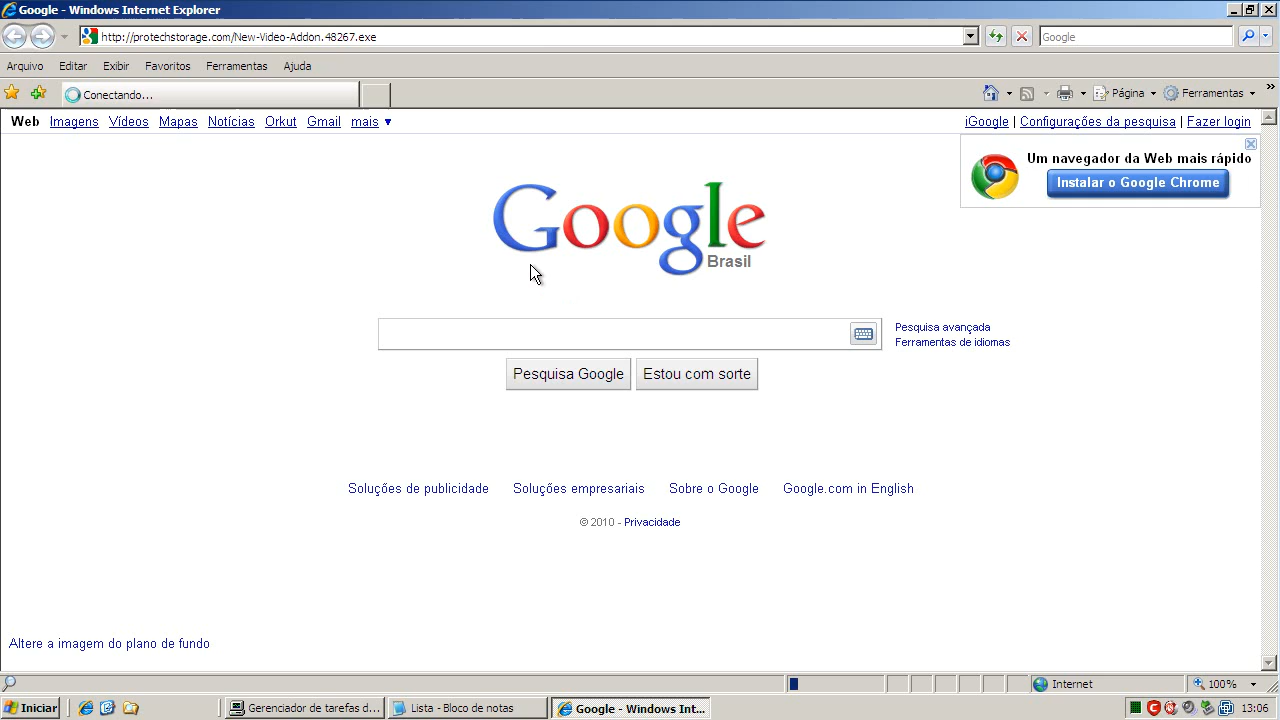 Google - Windows Internet Explorer
http://protechstorage.com/New-Video-Addon.48267.exe
Google
Arquivo Editar Exibir Favoritos Ferramentas Ajuda
Conectando...
Página Ferramentas
Web Imagens Vídeos Mapas Notícias Orkut Gmail mais ▼
iGoogle | Configurações da pesquisa | Fazer login
Um navegador da Web mais rápido
Instalar o Google Chrome
Google
Brasil
Pesquisa avançada
Ferramentas de idiomas
Pesquisa Google Estou com sorte
Soluções de publicidade Soluções empresariais Sobre o Google Google.com in English
© 2010 - Privacidade
Altere a imagem do plano de fundo
Internet 100%
Iniciar Gerenciador de tarefas d... Lista - Bloco de notas Google - Windows Int... 13:06